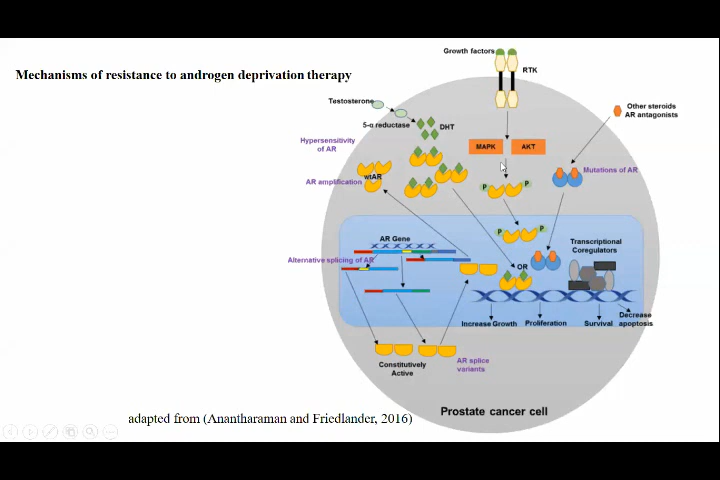 Mechanisms of resistance to androgen deprivation therapy
Growth factors
RTK
Testosterone
5-α reductase
DHT
Other steroids
AR antagonists
Hypersensitivity
of AR
MAPK
AKT
AR amplification
wtAR
Mutations of AR
P
P
P
P
AR Gene
Transcriptional
Coregulators
Alternative splicing of AR
OR
Increase Growth
Proliferation
Survival
Decrease
apoptosis
Constitutively
Active
AR splice
variants
Prostate cancer cell
adapted from (Anantharaman and Friedlander, 2016)